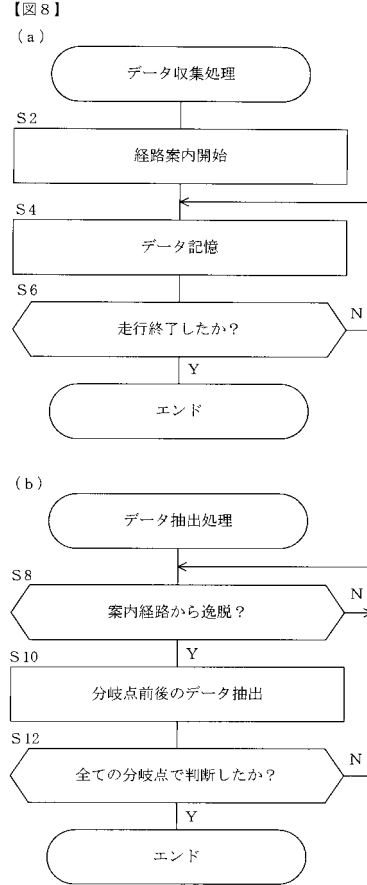 【図８】
（ａ）
データ収集処理
Ｓ２
経路案内開始
Ｓ４
データ記憶
Ｓ６
走行終了したか？
Ｎ
Ｙ
エンド
（ｂ）
データ抽出処理
Ｓ８
案内経路から逸脱？
Ｎ
Ｙ
Ｓ１０
分岐点前後のデータ抽出
Ｓ１２
全ての分岐点で判断したか？
Ｎ
Ｙ
エンド